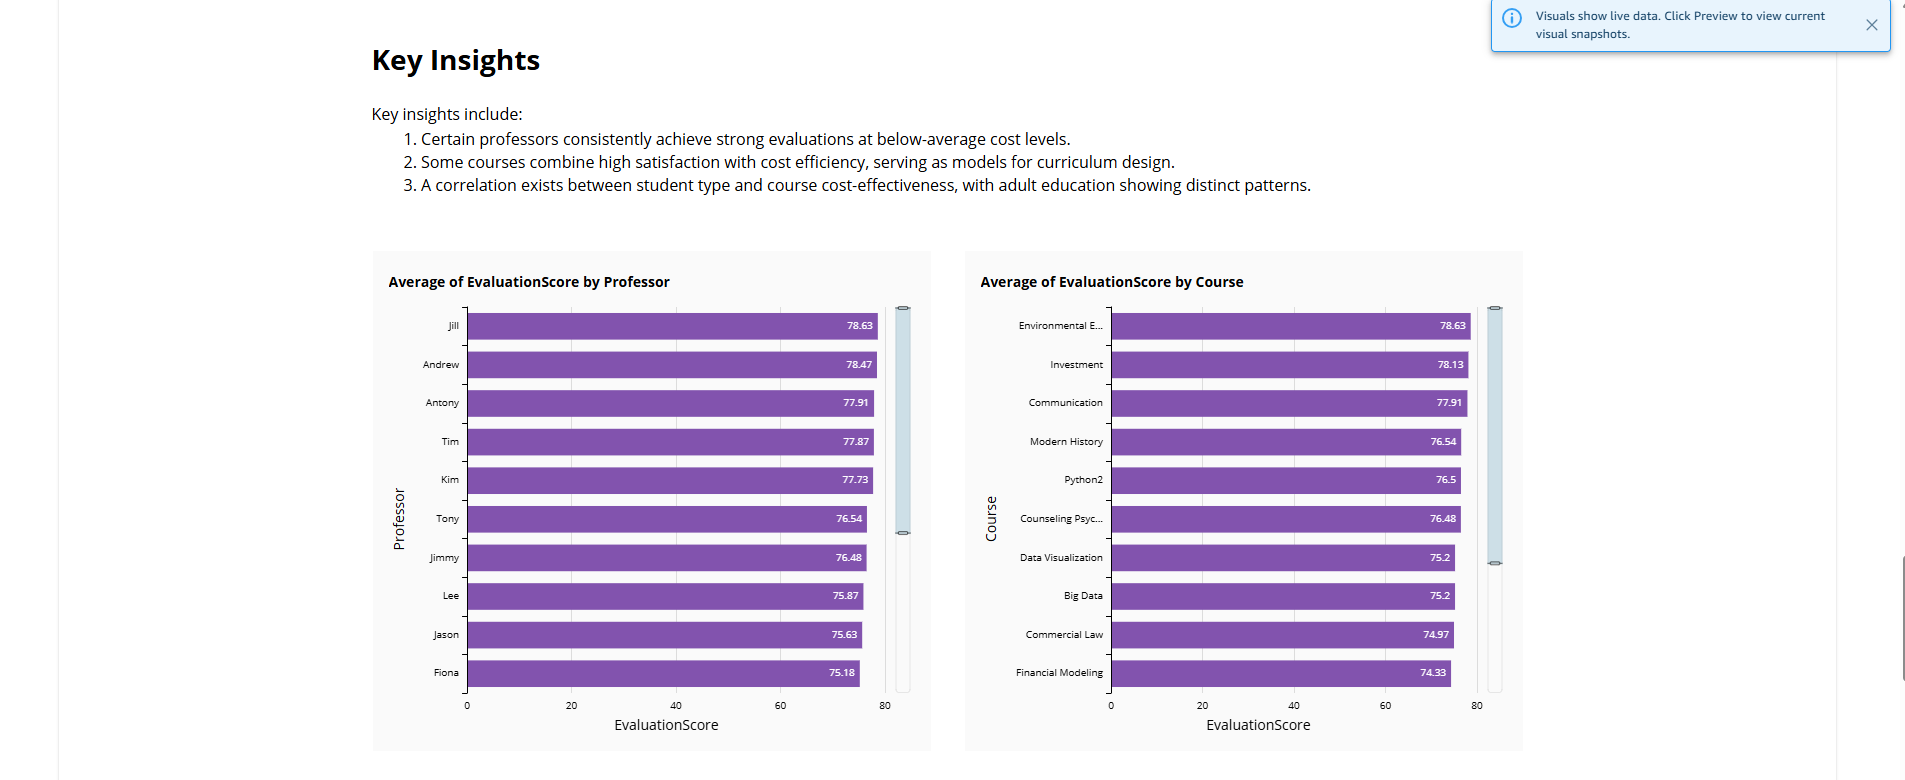 Visuals show live data. Click Preview to view current
visual snapshots.
Key Insights
Key insights include:
1. Certain professors consistently achieve strong evaluations at below-average cost levels.
2. Some courses combine high satisfaction with cost efficiency, serving as models for curriculum design.
3. A correlation exists between student type and course cost-effectiveness, with adult education showing distinct patterns.
Average of EvaluationScore by Professor
Professor
Jill 78.63
Andrew 78.47
Antony 77.91
Tim 77.87
Kim 77.73
Tony 76.54
Jimmy 76.48
Lee 75.87
Jason 75.63
Fiona 75.18
0 20 40 60 80
EvaluationScore
Average of EvaluationScore by Course
Course
Environmental E... 78.63
Investment 78.13
Communication 77.91
Modern History 76.54
Python2 76.5
Counseling Psyc... 76.48
Data Visualization 75.2
Big Data 75.2
Commercial Law 74.97
Financial Modeling 74.33
0 20 40 60 80
EvaluationScore